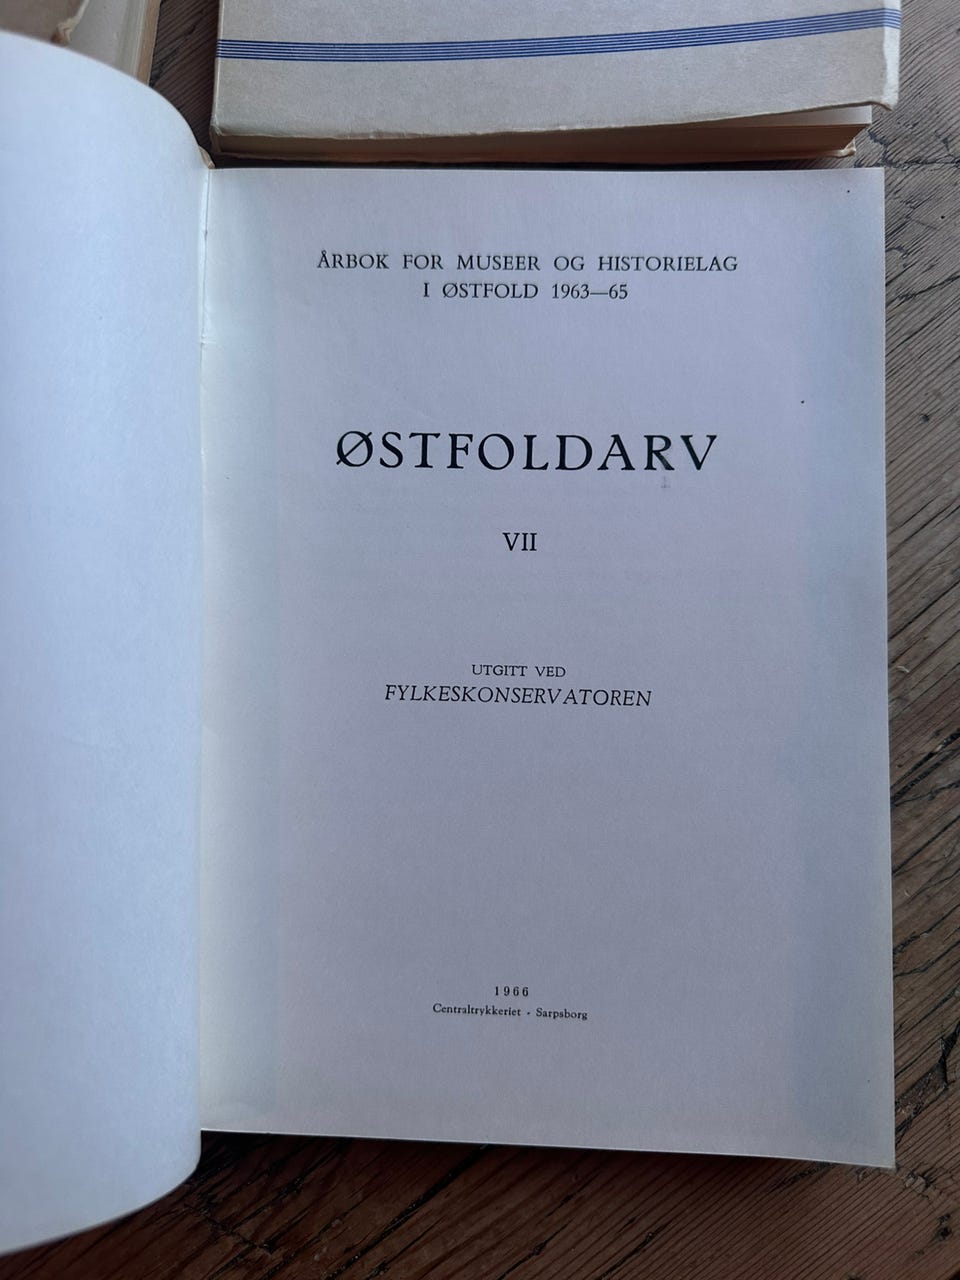 ÅRBOK FOR MUSEER OG HISTORIELAG
I ØSTFOLD 1963—65
ØSTFOLDARV
VII
UTGITT VED
FYLKESKONSERVATOREN
1966
Centraltrykkeriet - Sarpsborg